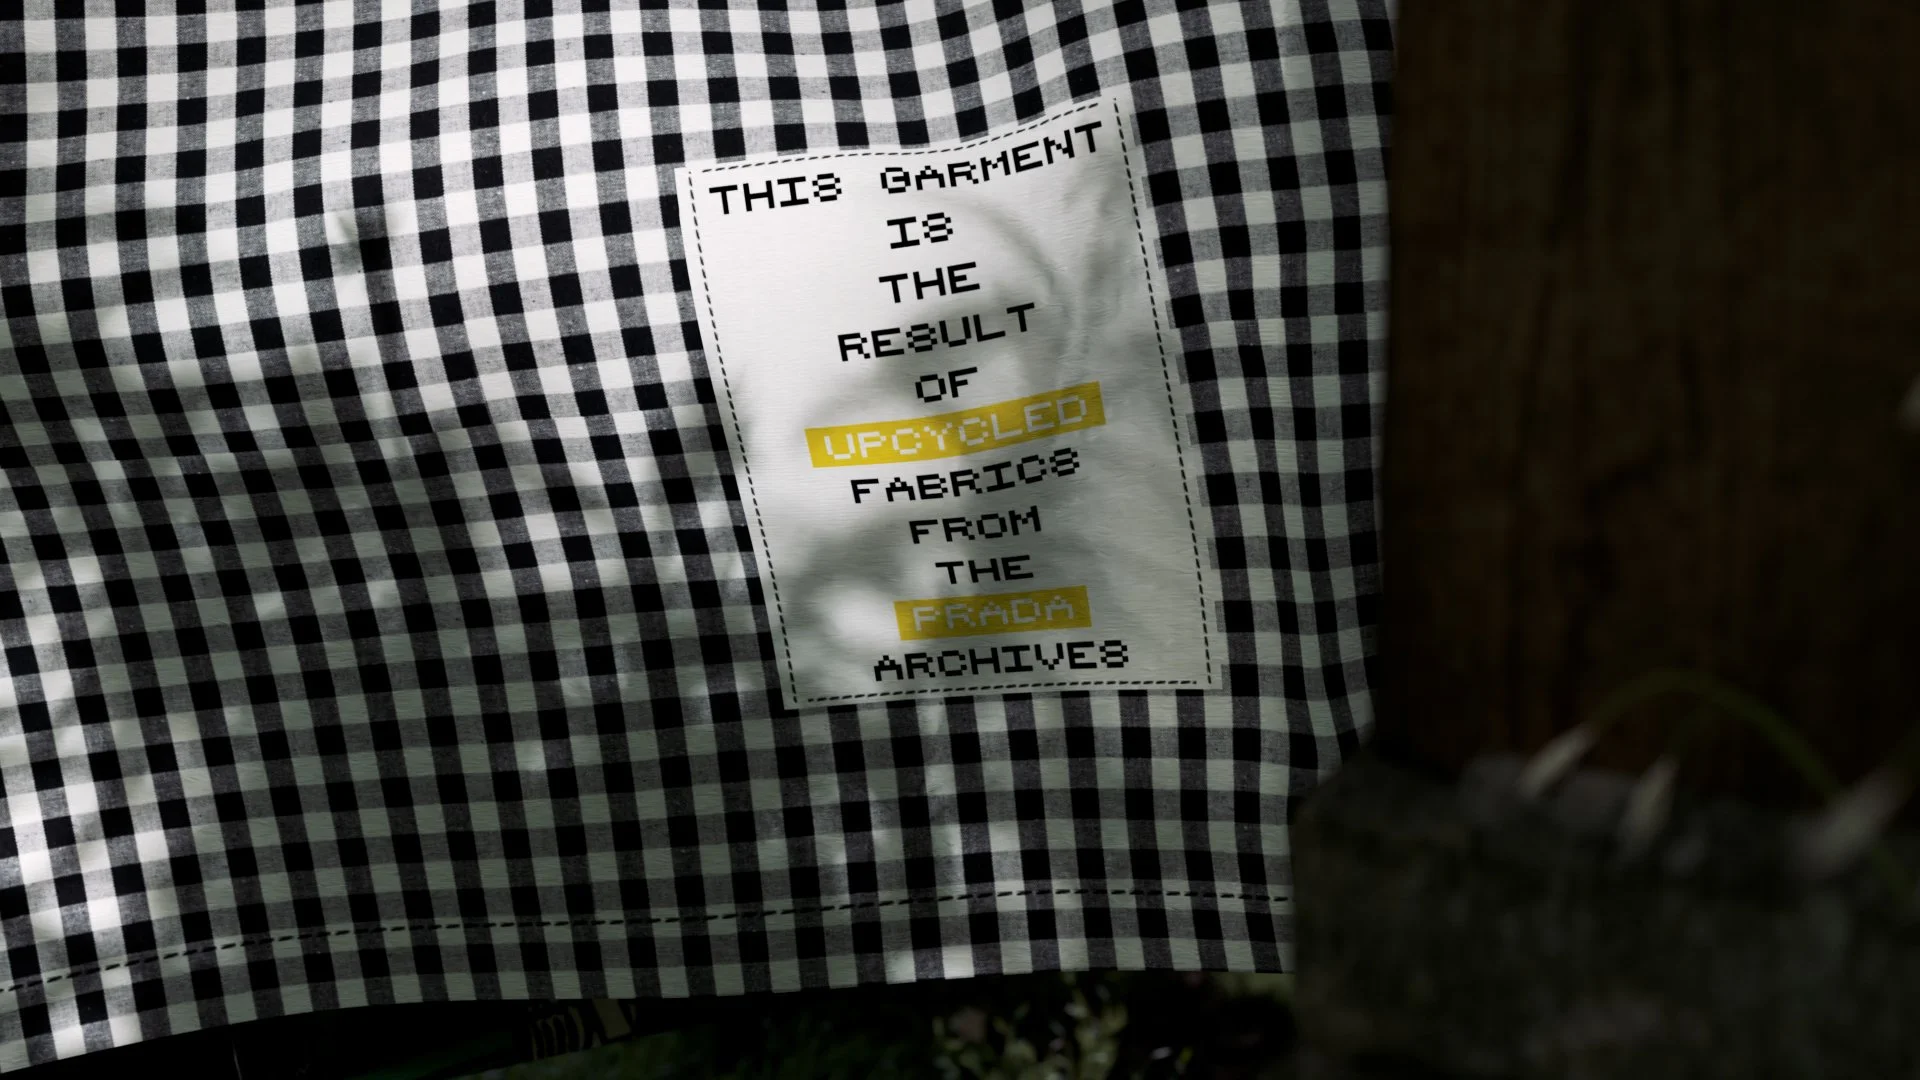 THIS GARMENT
IS
THE
RESULT
OF
UPCYCLED
FABRICS
FROM
THE
PRADA
ARCHIVES